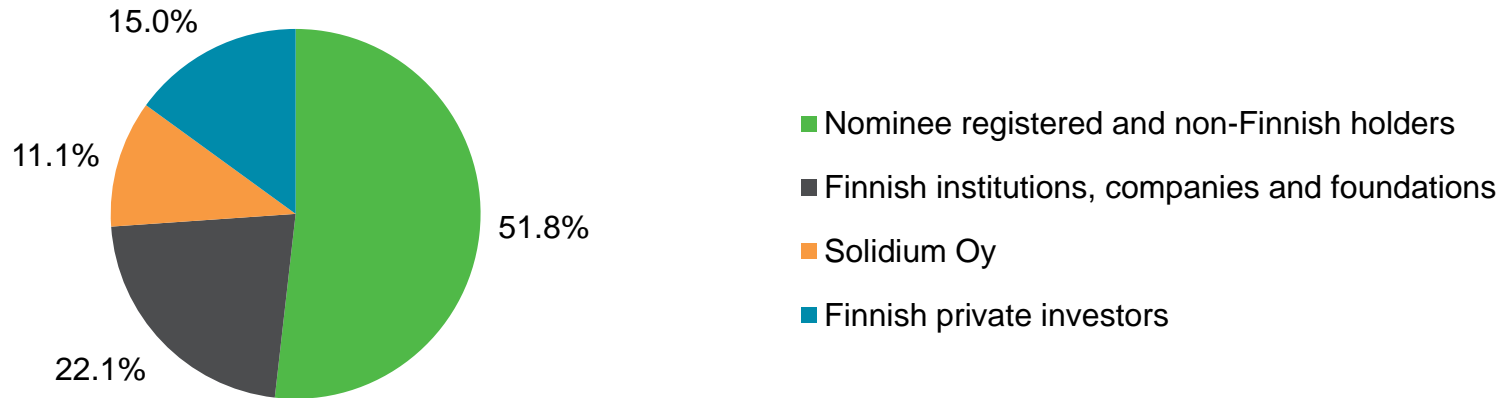 15.0%
11.1%
51.8%
22.1%
Nominee registered and non-Finnish holders
Finnish institutions, companies and foundations
Solidium Oy
Finnish private investors